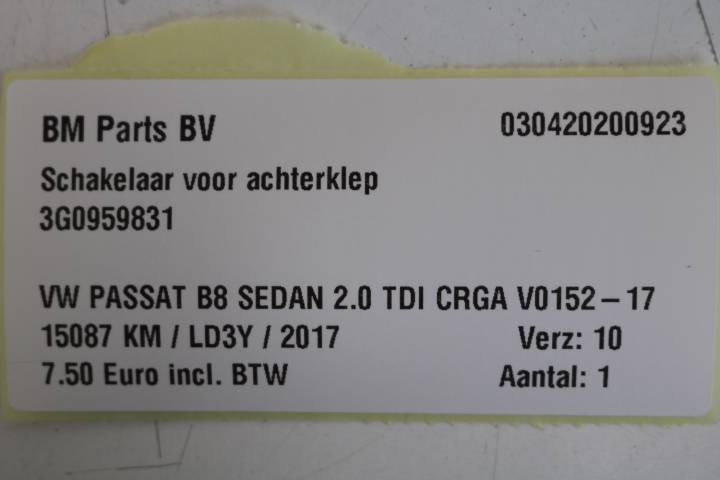 BM Parts BV 030420200923
Schakelaar voor achterklep
3G0959831
VW PASSAT B8 SEDAN 2.0 TDI CRGA V0152-17
15087 KM / LD3Y / 2017 Verz: 10
7.50 Euro incl. BTW Aantal: 1